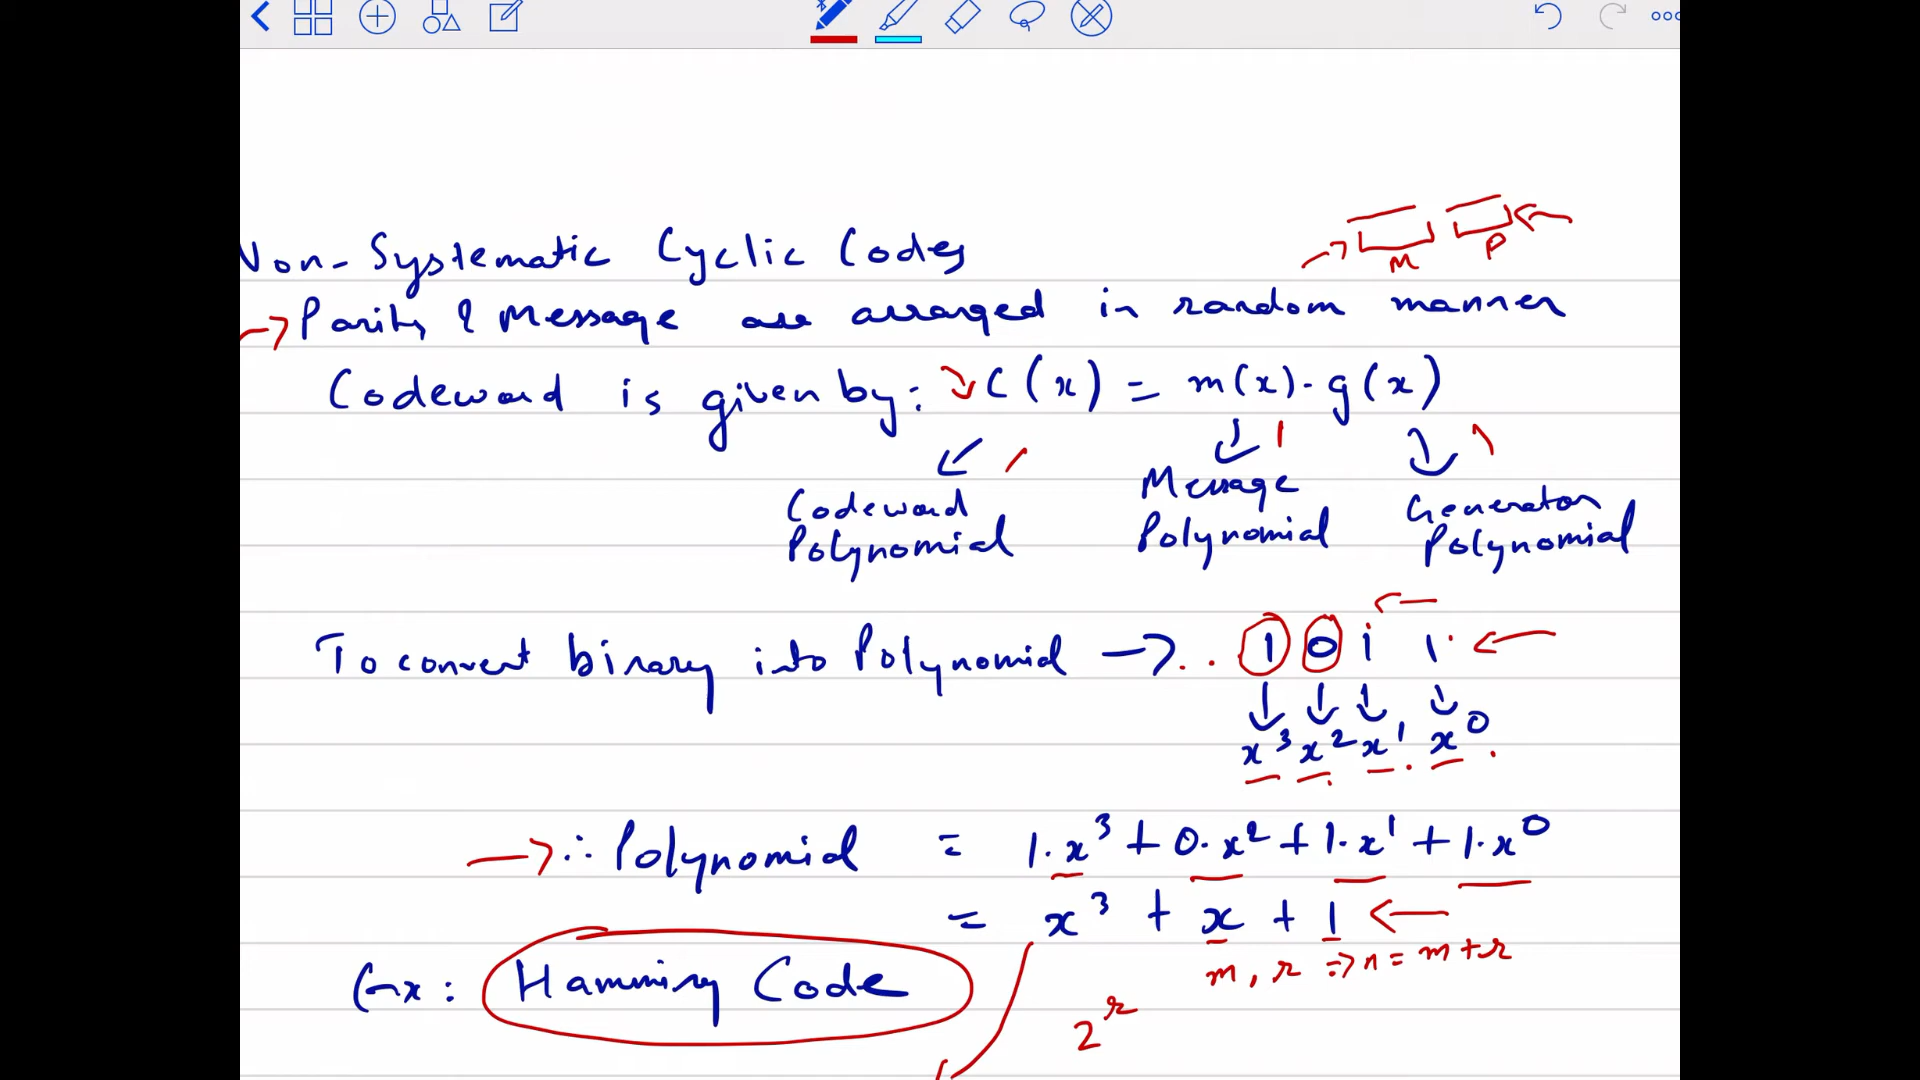 Non-Systematic Cyclic Codes
M P
→ Parity & Message are arranged in random manner
Codeword is given by: C(x) = m(x)·g(x)
Codeword Polynomial
Message Polynomial
Generator Polynomial
To convert binary into Polynomial → 1 0 1 1
x³ x² x¹ x⁰
→ ∴ Polynomial = 1·x³ + 0·x² + 1·x¹ + 1·x⁰
= x³ + x + 1
m, r ⇒ n = m + r
Ex: Hamming Code
2^r